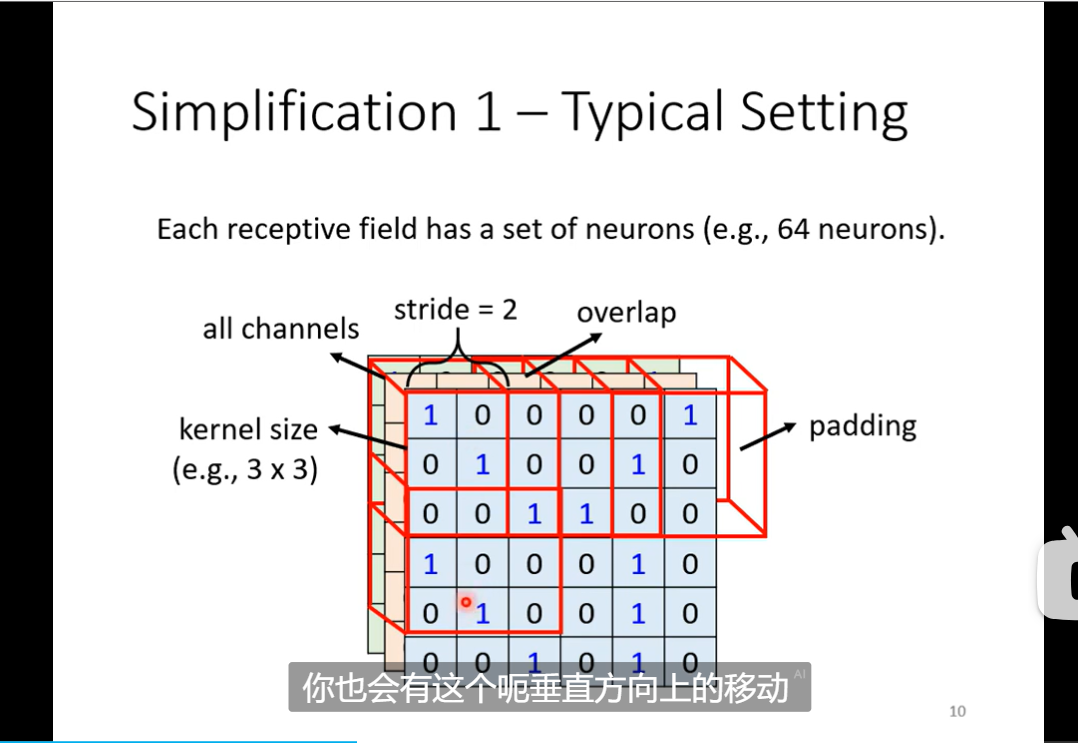 Simplification 1 – Typical Setting
Each receptive field has a set of neurons (e.g., 64 neurons).
stride = 2
overlap
all channels
kernel size
(e.g., 3 x 3)
padding
1 0 0 0 0 1
0 1 0 0 1 0
0 0 1 1 0 0
1 0 0 0 1 0
0 1 0 0 1 0
0 0 1 0 1 0
你也会有这个呃垂直方向上的移动
AI
10